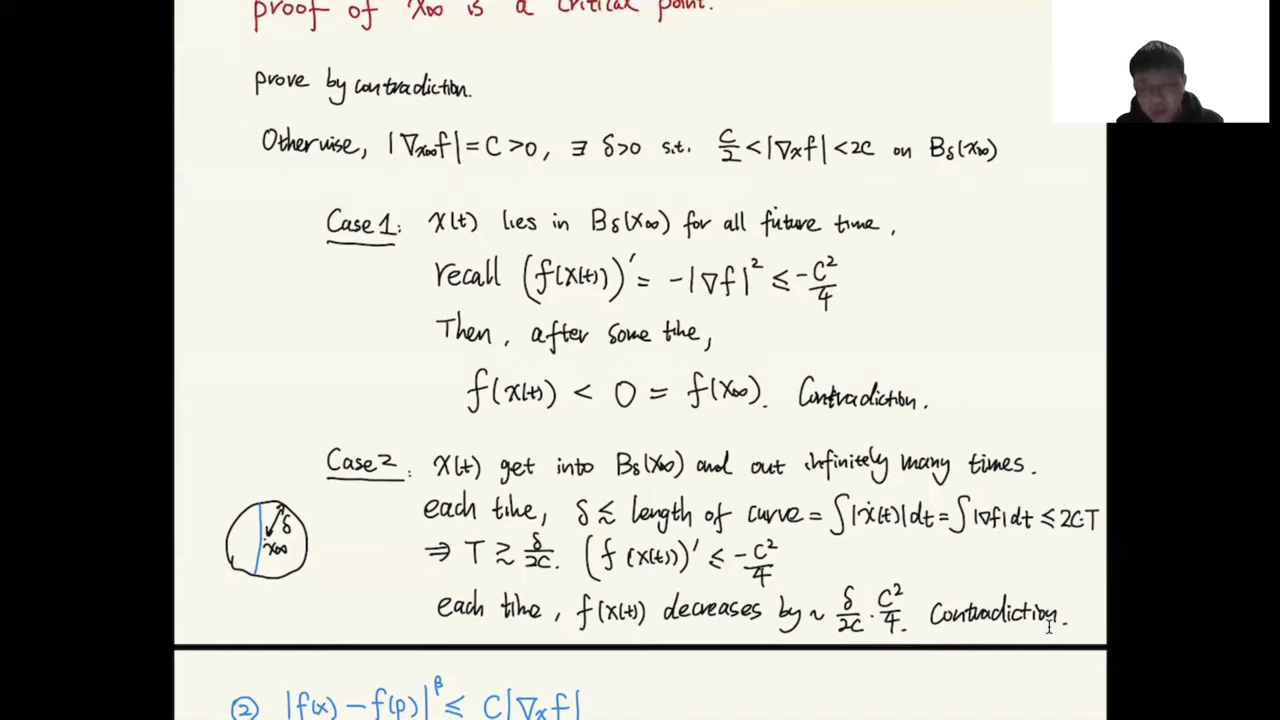 proof of x∞ is a critical point.
prove by contradiction.
Otherwise, |∇x∞f| = C > 0, ∃ δ>0 s.t. C/2 < |∇xf| < 2C on Bδ(x∞)
Case 1: x(t) lies in Bδ(x∞) for all future time,
recall (f(x(t)))' = -|∇f|² ≤ -C²/4
Then, after some time,
f(x(t)) < 0 = f(x∞). Contradiction.
Case 2. x(t) get into Bδ(x∞) and out infinitely many times.
each time, δ ≲ length of curve = ∫|ẋ(t)|dt = ∫|∇f|dt ≤ 2CT
⇒ T ≳ δ/2C. (f(x(t)))' ≤ -C²/4
each time, f(x(t)) decreases by ~ δ/2C · C²/4. Contradiction.
δ
x∞
② |f(x) - f(p)|^β ≤ C|∇xf|